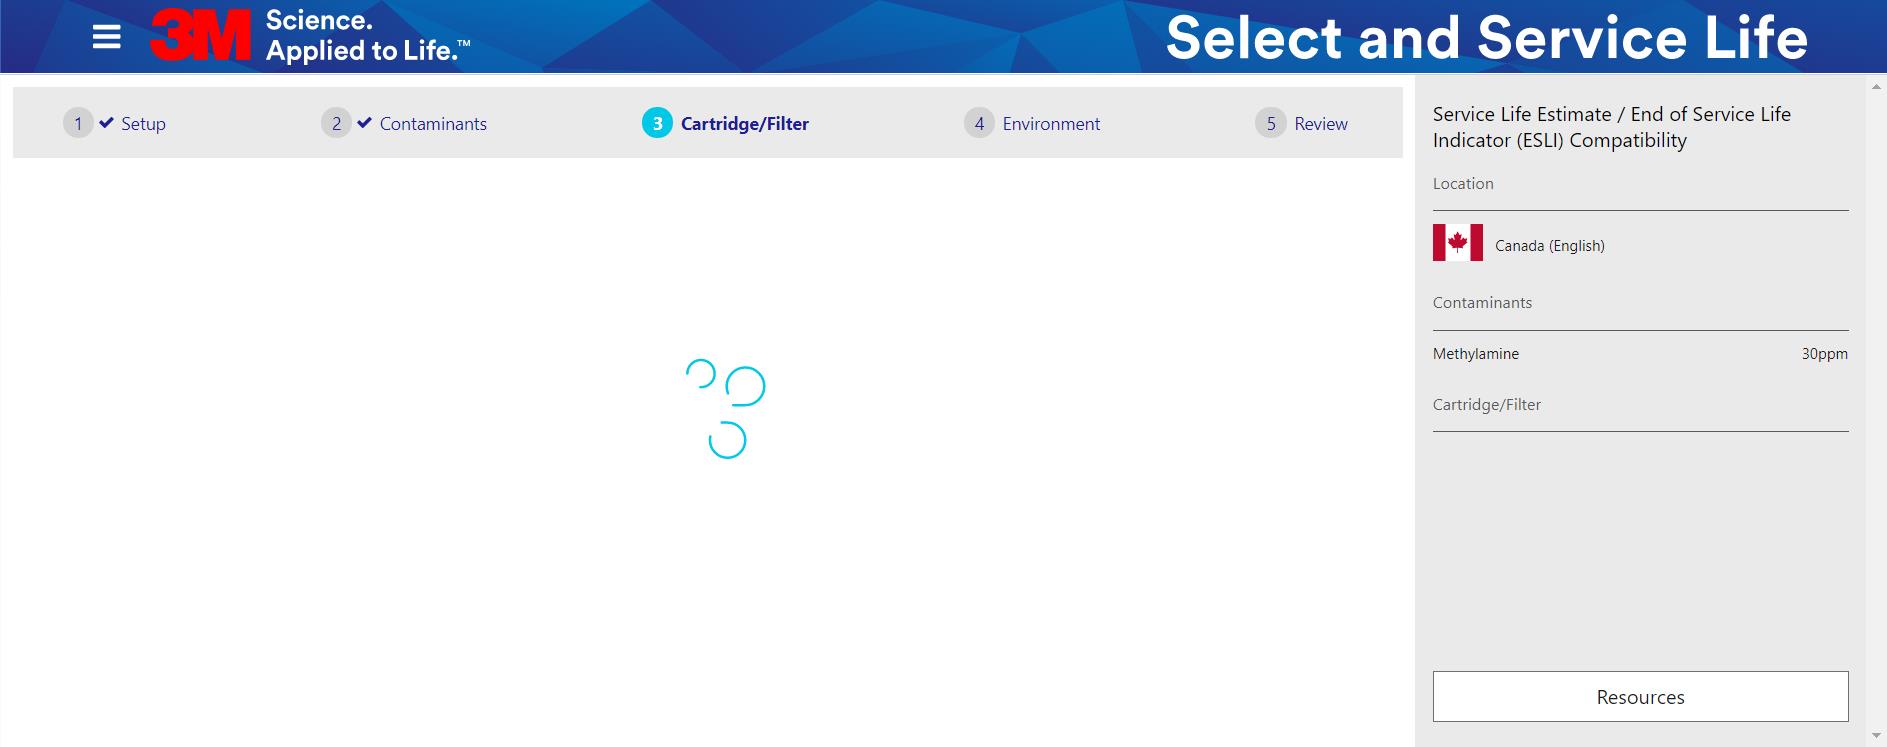 3M Science.
Applied to Life.™
Select and Service Life
1 Setup
2 Contaminants
3 Cartridge/Filter
4 Environment
5 Review
Service Life Estimate / End of Service Life
Indicator (ESLI) Compatibility
Location
Canada (English)
Contaminants
Methylamine 30ppm
Cartridge/Filter
Resources